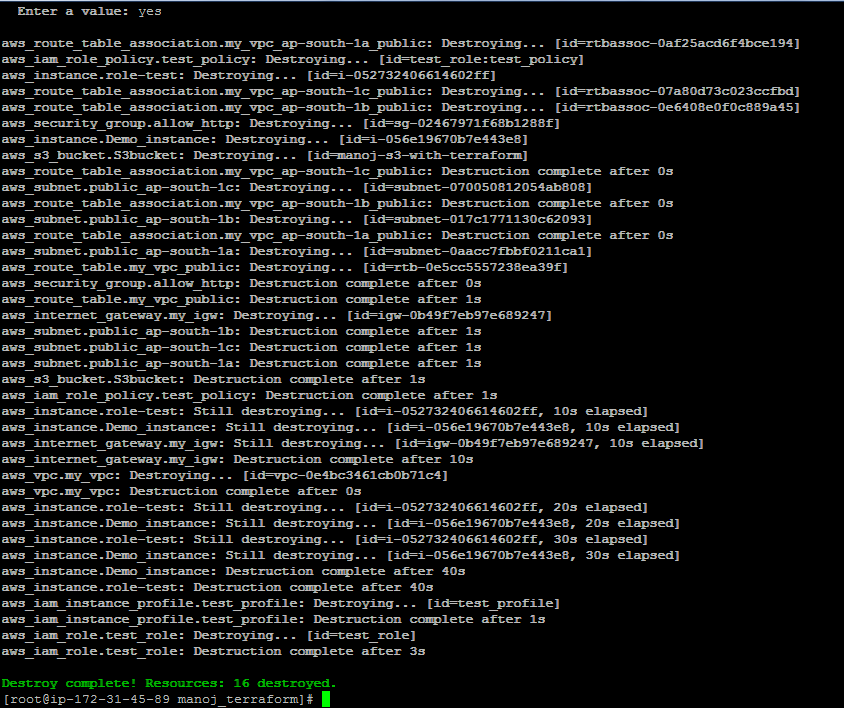 Enter a value: yes
aws_route_table_association.my_vpc_ap-south-1a_public: Destroying... [id=rtbassoc-0af25acd6f4bce194]
aws_iam_role_policy.test_policy: Destroying... [id=test_role:test_policy]
aws_instance.role-test: Destroying... [id=i-052732406614602ff]
aws_route_table_association.my_vpc_ap-south-1c_public: Destroying... [id=rtbassoc-07a80d73c023ccfbd]
aws_route_table_association.my_vpc_ap-south-1b_public: Destroying... [id=rtbassoc-0e6408e0f0c889a45]
aws_security_group.allow_http: Destroying... [id=sg-02467971f68b1288f]
aws_instance.Demo_instance: Destroying... [id=i-056e19670b7e443e8]
aws_s3_bucket.S3bucket: Destroying... [id=manoj-s3-with-terraform]
aws_route_table_association.my_vpc_ap-south-1c_public: Destruction complete after 0s
aws_subnet.public_ap-south-1c: Destroying... [id=subnet-070050812054ab808]
aws_route_table_association.my_vpc_ap-south-1b_public: Destruction complete after 0s
aws_subnet.public_ap-south-1b: Destroying... [id=subnet-017c1771130c62093]
aws_route_table_association.my_vpc_ap-south-1a_public: Destruction complete after 0s
aws_subnet.public_ap-south-1a: Destroying... [id=subnet-0aacc7fbbf0211ca1]
aws_route_table.my_vpc_public: Destroying... [id=rtb-0e5cc5557238ea39f]
aws_security_group.allow_http: Destruction complete after 0s
aws_route_table.my_vpc_public: Destruction complete after 1s
aws_internet_gateway.my_igw: Destroying... [id=igw-0b49f7eb97e689247]
aws_subnet.public_ap-south-1b: Destruction complete after 1s
aws_subnet.public_ap-south-1c: Destruction complete after 1s
aws_subnet.public_ap-south-1a: Destruction complete after 1s
aws_s3_bucket.S3bucket: Destruction complete after 1s
aws_iam_role_policy.test_policy: Destruction complete after 1s
aws_instance.role-test: Still destroying... [id=i-052732406614602ff, 10s elapsed]
aws_instance.Demo_instance: Still destroying... [id=i-056e19670b7e443e8, 10s elapsed]
aws_internet_gateway.my_igw: Still destroying... [id=igw-0b49f7eb97e689247, 10s elapsed]
aws_internet_gateway.my_igw: Destruction complete after 10s
aws_vpc.my_vpc: Destroying... [id=vpc-0e4bc3461cb0b71c4]
aws_vpc.my_vpc: Destruction complete after 0s
aws_instance.role-test: Still destroying... [id=i-052732406614602ff, 20s elapsed]
aws_instance.Demo_instance: Still destroying... [id=i-056e19670b7e443e8, 20s elapsed]
aws_instance.role-test: Still destroying... [id=i-052732406614602ff, 30s elapsed]
aws_instance.Demo_instance: Still destroying... [id=i-056e19670b7e443e8, 30s elapsed]
aws_instance.Demo_instance: Destruction complete after 40s
aws_instance.role-test: Destruction complete after 40s
aws_iam_instance_profile.test_profile: Destroying... [id=test_profile]
aws_iam_instance_profile.test_profile: Destruction complete after 1s
aws_iam_role.test_role: Destroying... [id=test_role]
aws_iam_role.test_role: Destruction complete after 3s
Destroy complete! Resources: 16 destroyed.
[root@ip-172-31-45-89 manoj_terraform]#